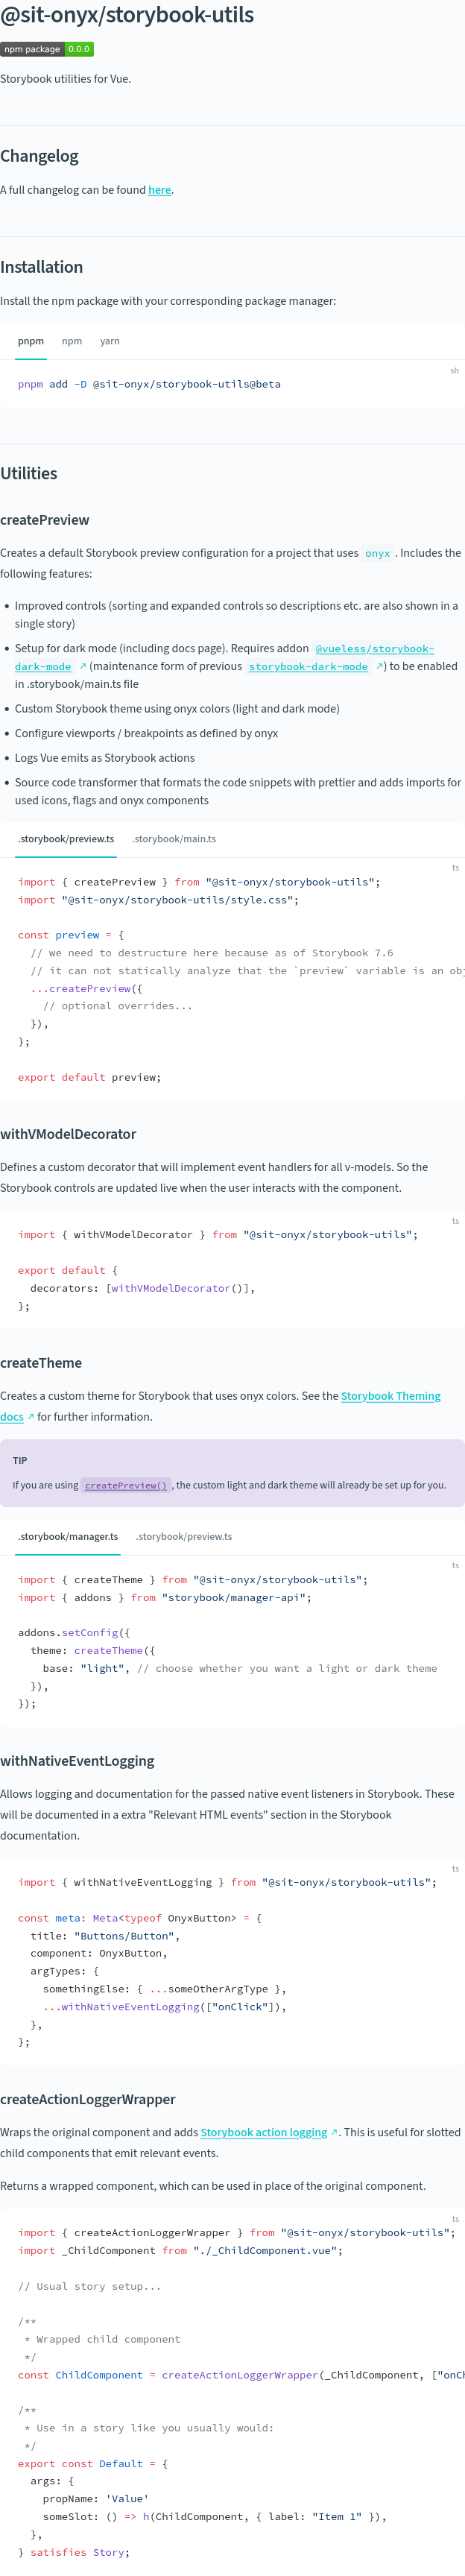 @sit-onyx/storybook-utils
npm package 0.0.0
Storybook utilities for Vue.
Changelog
A full changelog can be found here.
Installation
Install the npm package with your corresponding package manager:
pnpm npm yarn
sh
pnpm add -D @sit-onyx/storybook-utils@beta
Utilities
createPreview
Creates a default Storybook preview configuration for a project that uses onyx. Includes the
following features:
• Improved controls (sorting and expanded controls so descriptions etc. are also shown in a
single story)
• Setup for dark mode (including docs page). Requires addon @vueless/storybook-
dark-mode ↗ (maintenance form of previous storybook-dark-mode ↗) to be enabled
in .storybook/main.ts file
• Custom Storybook theme using onyx colors (light and dark mode)
• Configure viewports / breakpoints as defined by onyx
• Logs Vue emits as Storybook actions
• Source code transformer that formats the code snippets with prettier and adds imports for
used icons, flags and onyx components
.storybook/preview.ts .storybook/main.ts
ts
import { createPreview } from "@sit-onyx/storybook-utils";
import "@sit-onyx/storybook-utils/style.css";
const preview = {
// we need to destructure here because as of Storybook 7.6
// it can not statically analyze that the `preview` variable is an obj
...createPreview({
// optional overrides...
}),
};
export default preview;
withVModelDecorator
Defines a custom decorator that will implement event handlers for all v-models. So the
Storybook controls are updated live when the user interacts with the component.
ts
import { withVModelDecorator } from "@sit-onyx/storybook-utils";
export default {
decorators: [withVModelDecorator()],
};
createTheme
Creates a custom theme for Storybook that uses onyx colors. See the Storybook Theming
docs ↗ for further information.
TIP
If you are using createPreview(), the custom light and dark theme will already be set up for you.
.storybook/manager.ts .storybook/preview.ts
ts
import { createTheme } from "@sit-onyx/storybook-utils";
import { addons } from "storybook/manager-api";
addons.setConfig({
theme: createTheme({
base: "light", // choose whether you want a light or dark theme
}),
});
withNativeEventLogging
Allows logging and documentation for the passed native event listeners in Storybook. These
will be documented in a extra "Relevant HTML events" section in the Storybook
documentation.
ts
import { withNativeEventLogging } from "@sit-onyx/storybook-utils";
const meta: Meta<typeof OnyxButton> = {
title: "Buttons/Button",
component: OnyxButton,
argTypes: {
somethingElse: { ...someOtherArgType },
...withNativeEventLogging(["onClick"]),
},
};
createActionLoggerWrapper
Wraps the original component and adds Storybook action logging ↗. This is useful for slotted
child components that emit relevant events.
Returns a wrapped component, which can be used in place of the original component.
ts
import { createActionLoggerWrapper } from "@sit-onyx/storybook-utils";
import _ChildComponent from "./_ChildComponent.vue";
// Usual story setup...
/**
* Wrapped child component
*/
const ChildComponent = createActionLoggerWrapper(_ChildComponent, ["onCh
/**
* Use in a story like you usually would:
*/
export const Default = {
args: {
propName: 'Value'
someSlot: () => h(ChildComponent, { label: "Item 1" }),
},
} satisfies Story;